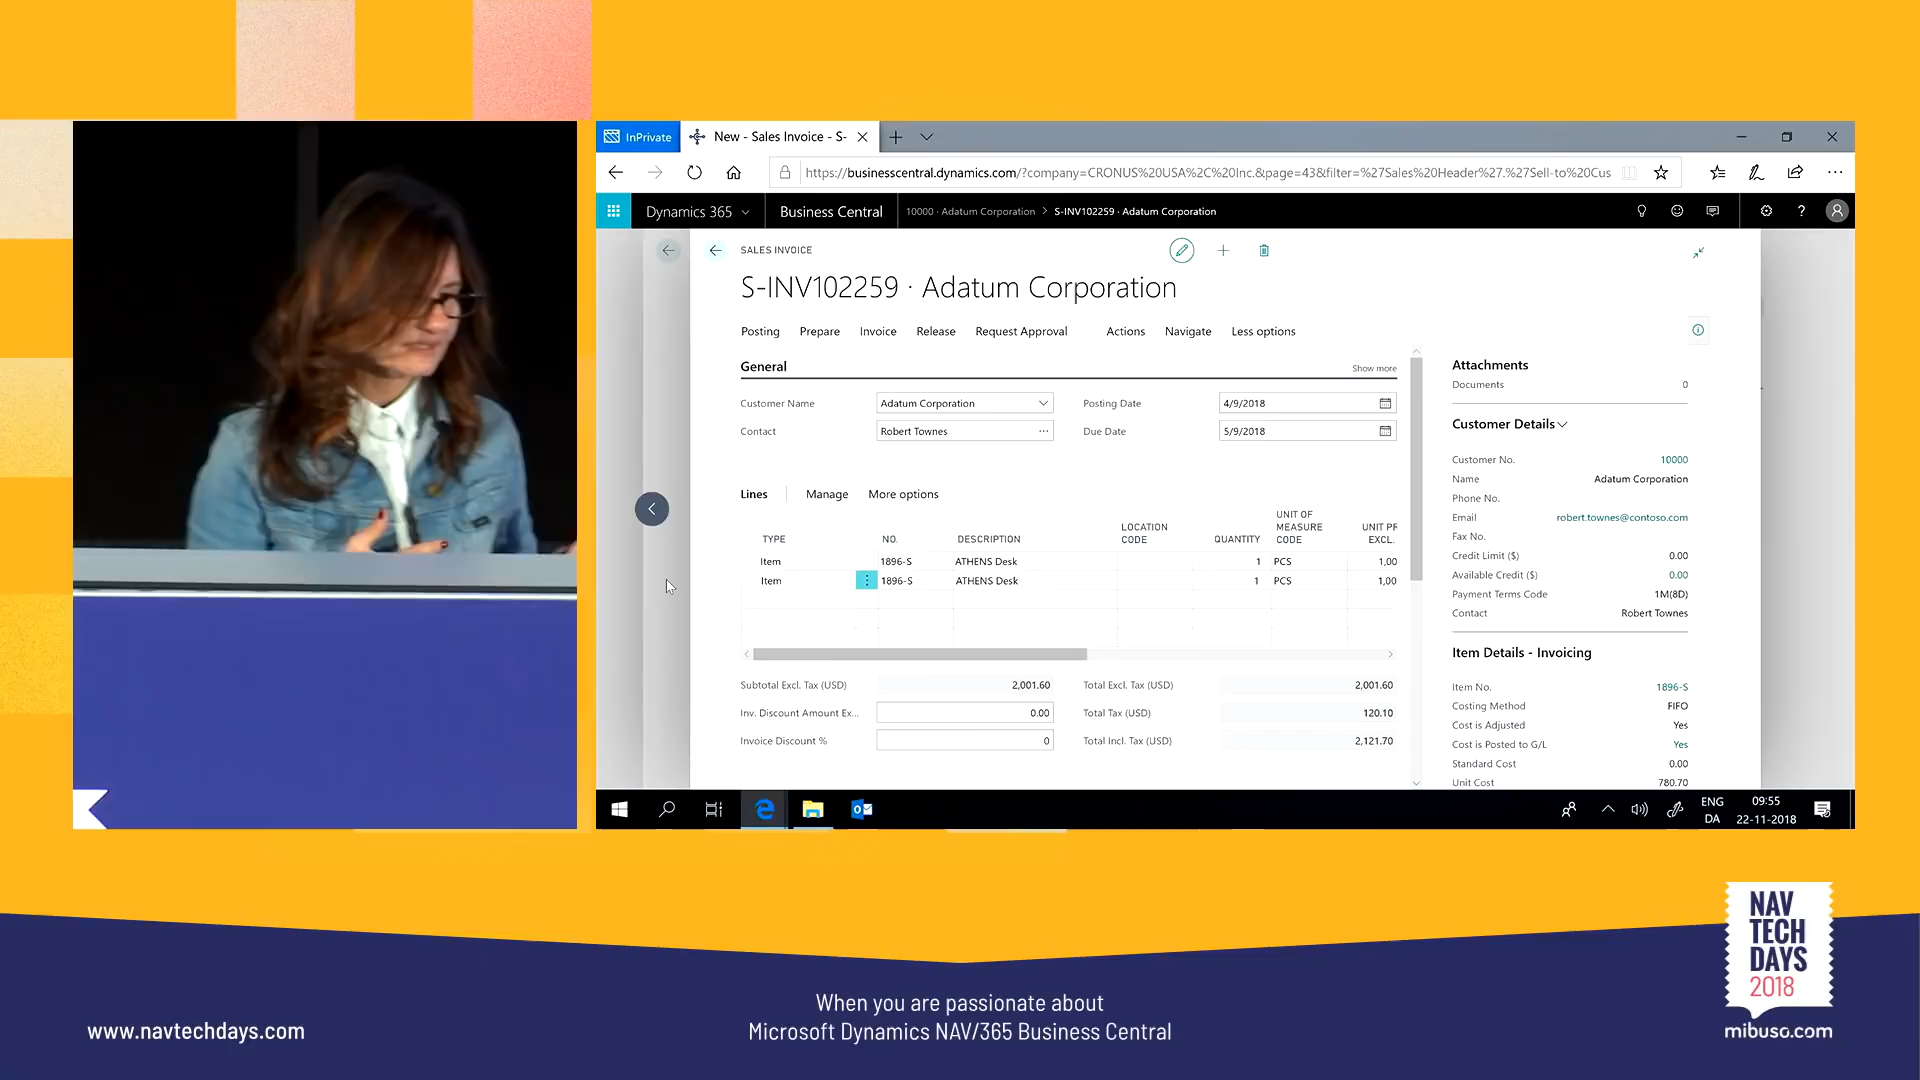 InPrivate
New - Sales Invoice - S-
https://businesscentral.dynamics.com/?company=CRONUS%20USA%2C%20Inc.&page=43&filter=%27Sales%20Header%27.%27Sell-to%20Cus
Dynamics 365
Business Central
10000 · Adatum Corporation > S-INV102259 · Adatum Corporation
?
SALES INVOICE
S-INV102259 · Adatum Corporation
Posting Prepare Invoice Release Request Approval Actions Navigate Less options
General
Show more
Customer Name Adatum Corporation Posting Date 4/9/2018
Contact Robert Townes ... Due Date 5/9/2018
Lines Manage More options
TYPE NO. DESCRIPTION LOCATION CODE QUANTITY UNIT OF MEASURE CODE UNIT PR EXCL.
Item 1896-S ATHENS Desk 1 PCS 1,00
Item 1896-S ATHENS Desk 1 PCS 1,00
Subtotal Excl. Tax (USD) 2,001.60 Total Excl. Tax (USD) 2,001.60
Inv. Discount Amount Ex... 0.00 Total Tax (USD) 120.10
Invoice Discount % 0 Total Incl. Tax (USD) 2,121.70
Attachments
Documents 0
Customer Details
Customer No. 10000
Name Adatum Corporation
Phone No.
Email robert.townes@contoso.com
Fax No.
Credit Limit ($) 0.00
Available Credit ($) 0.00
Payment Terms Code 1M(8D)
Contact Robert Townes
Item Details - Invoicing
Item No. 1896-S
Costing Method FIFO
Cost is Adjusted Yes
Cost is Posted to G/L Yes
Standard Cost 0.00
Unit Cost 780.70
ENG
DA
09:55
22-11-2018
NAV
TECH
DAYS
2018
mibuso.com
www.navtechdays.com
When you are passionate about
Microsoft Dynamics NAV/365 Business Central